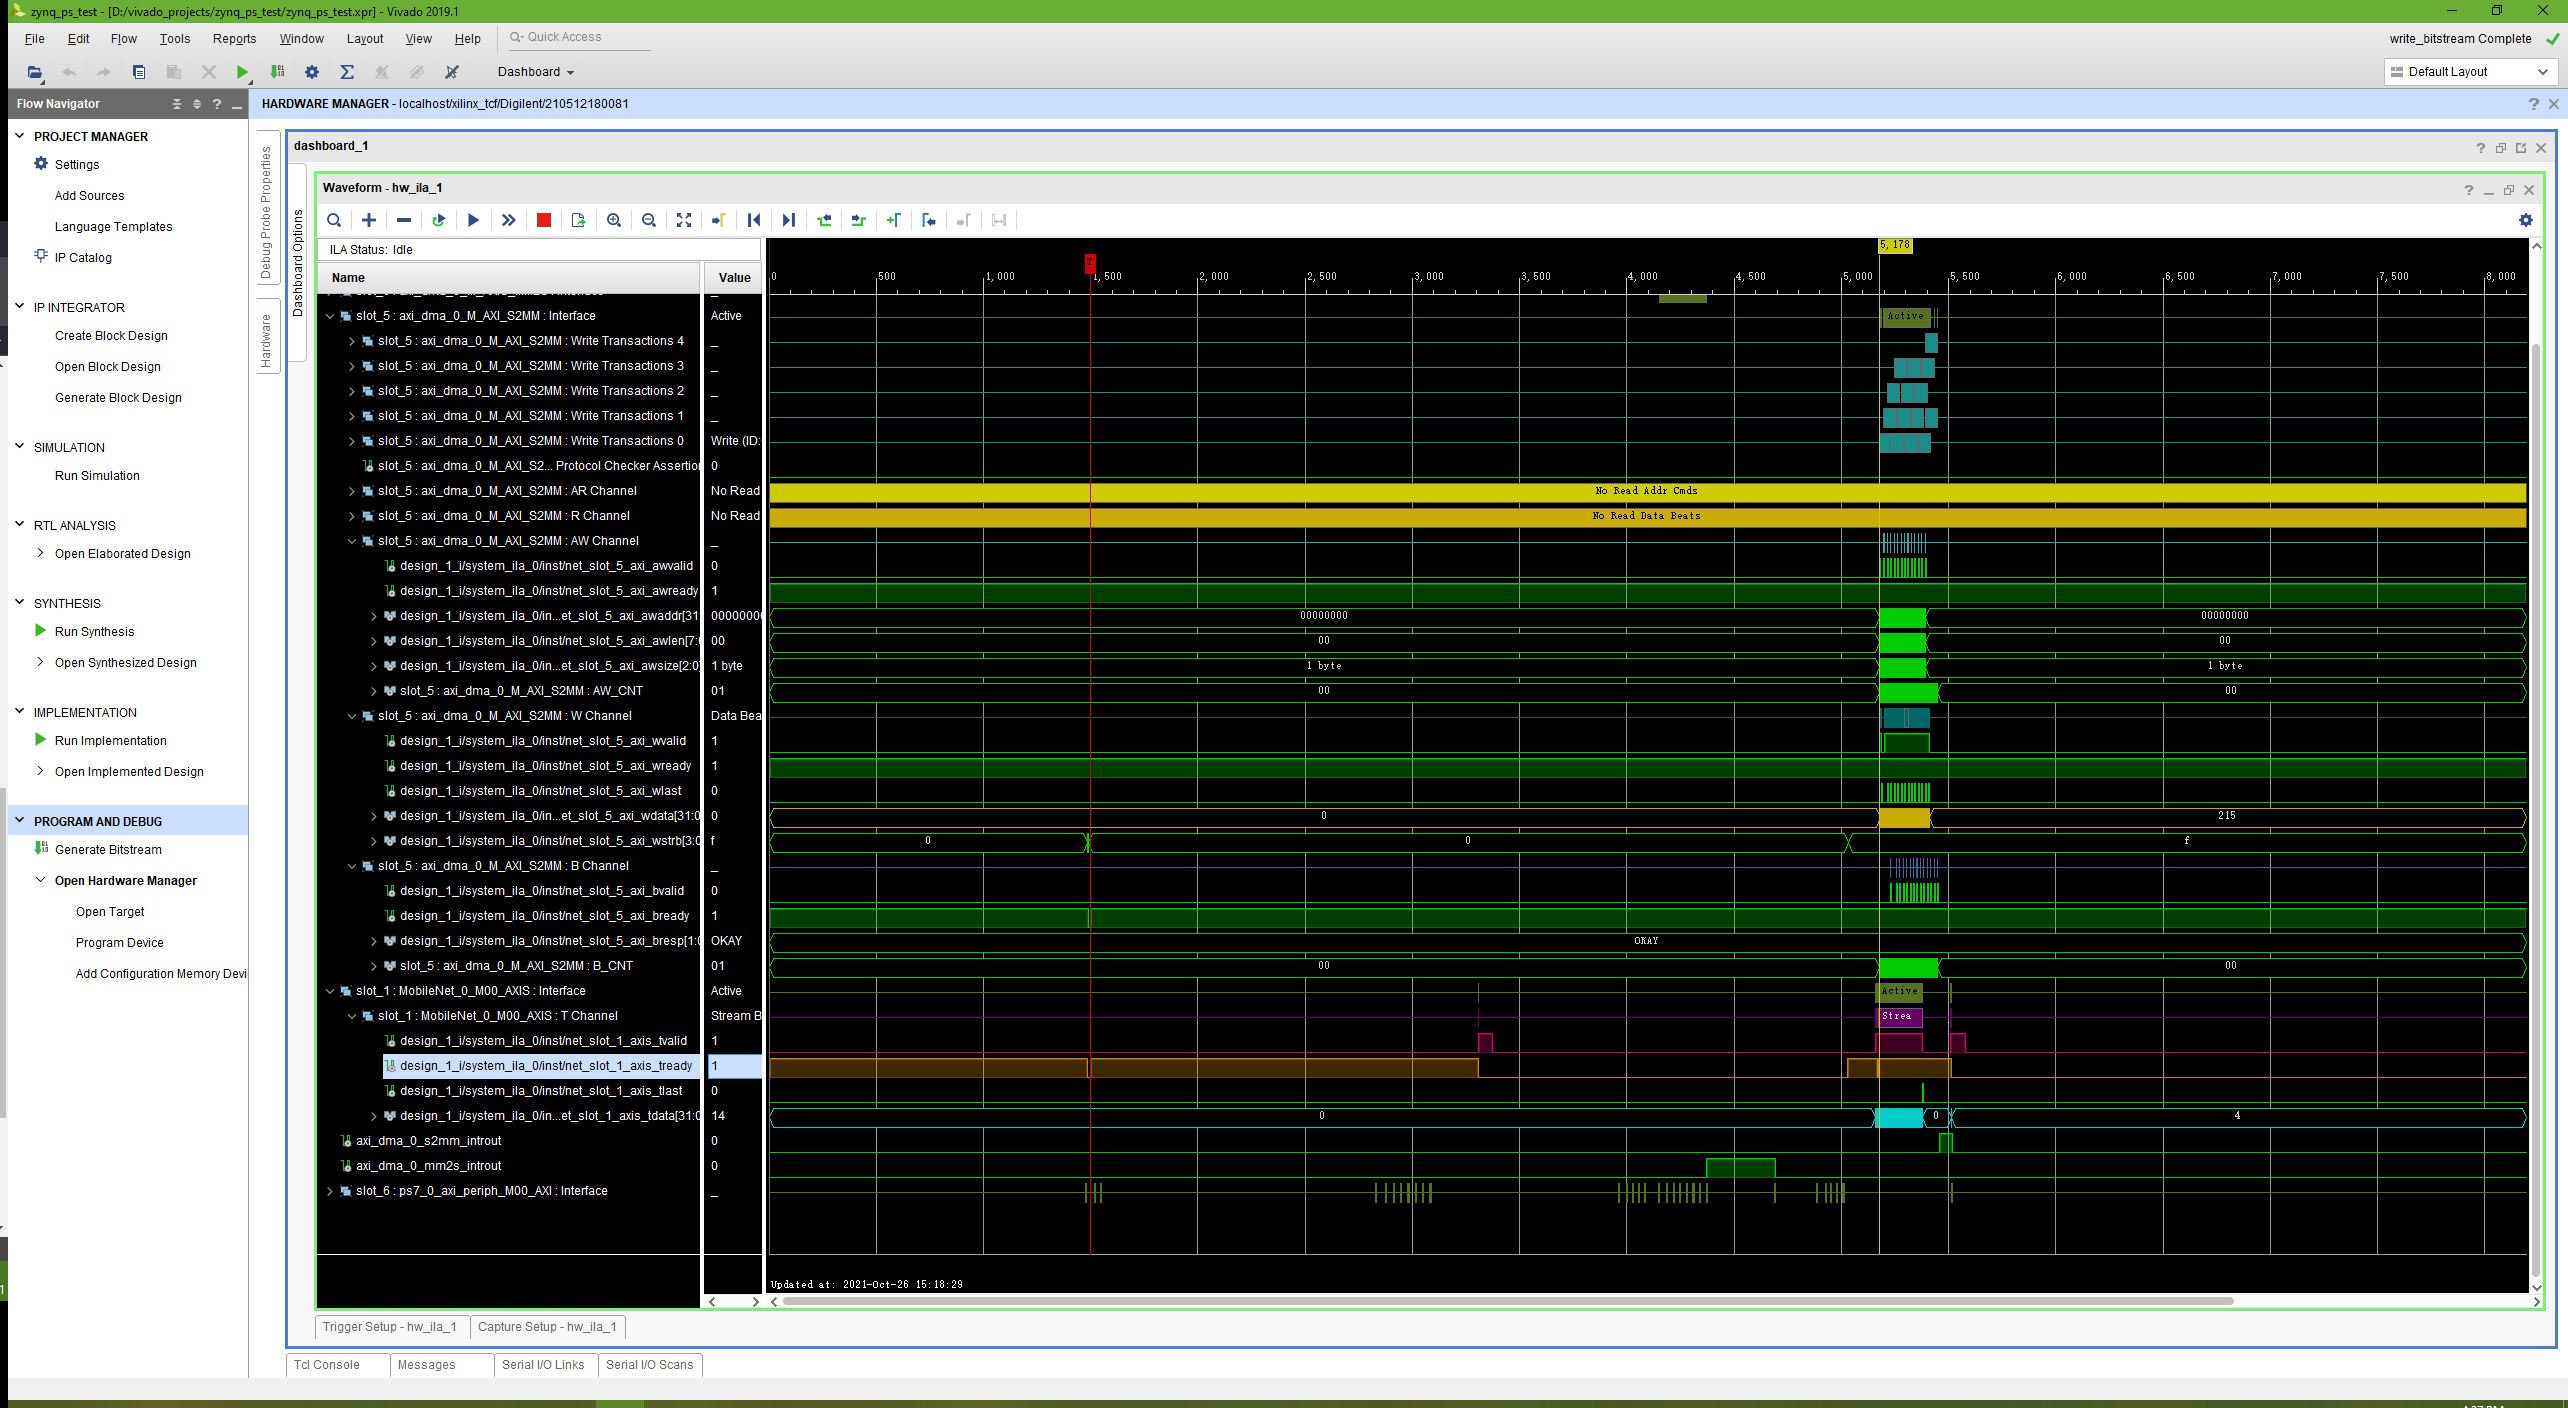 zynq_ps_test - [D:/vivado_projects/zynq_ps_test/zynq_ps_test.xpr] - Vivado 2019.1
File Edit Flow Tools Reports Window Layout View Help Quick Access
write_bitstream Complete
Dashboard
Default Layout
Flow Navigator
HARDWARE MANAGER - localhost/xilinx_tcf/Digilent/210512180081
PROJECT MANAGER
Settings
Add Sources
Language Templates
IP Catalog
IP INTEGRATOR
Create Block Design
Open Block Design
Generate Block Design
SIMULATION
Run Simulation
RTL ANALYSIS
Open Elaborated Design
SYNTHESIS
Run Synthesis
Open Synthesized Design
IMPLEMENTATION
Run Implementation
Open Implemented Design
PROGRAM AND DEBUG
Generate Bitstream
Open Hardware Manager
Open Target
Program Device
Add Configuration Memory Devi
Debug Probe Properties
Hardware
Dashboard Options
dashboard_1
Waveform - hw_ila_1
ILA Status: Idle
Name Value
5,178
0 500 1,000 1,500 2,000 2,500 3,000 3,500 4,000 4,500 5,000 5,500 6,000 6,500 7,000 7,500 8,000
slot_5 : axi_dma_0_M_AXI_S2MM : Interface Active Active
slot_5 : axi_dma_0_M_AXI_S2MM : Write Transactions 4 _
slot_5 : axi_dma_0_M_AXI_S2MM : Write Transactions 3 _
slot_5 : axi_dma_0_M_AXI_S2MM : Write Transactions 2 _
slot_5 : axi_dma_0_M_AXI_S2MM : Write Transactions 1 _
slot_5 : axi_dma_0_M_AXI_S2MM : Write Transactions 0 Write (ID:
slot_5 : axi_dma_0_M_AXI_S2... Protocol Checker Assertio 0
slot_5 : axi_dma_0_M_AXI_S2MM : AR Channel No Read No Read Addr Cmds
slot_5 : axi_dma_0_M_AXI_S2MM : R Channel No Read No Read Data Beats
slot_5 : axi_dma_0_M_AXI_S2MM : AW Channel _
design_1_i/system_ila_0/inst/net_slot_5_axi_awvalid 0
design_1_i/system_ila_0/inst/net_slot_5_axi_awready 1
design_1_i/system_ila_0/in...et_slot_5_axi_awaddr[31 00000000 00000000 00000000
design_1_i/system_ila_0/inst/net_slot_5_axi_awlen[7:0 00 00 00
design_1_i/system_ila_0/in...et_slot_5_axi_awsize[2:0 1 byte 1 byte 1 byte
slot_5 : axi_dma_0_M_AXI_S2MM : AW_CNT 01 00 00
slot_5 : axi_dma_0_M_AXI_S2MM : W Channel Data Bea
design_1_i/system_ila_0/inst/net_slot_5_axi_wvalid 1
design_1_i/system_ila_0/inst/net_slot_5_axi_wready 1
design_1_i/system_ila_0/inst/net_slot_5_axi_wlast 0
design_1_i/system_ila_0/in...et_slot_5_axi_wdata[31:0 0 0 215
design_1_i/system_ila_0/inst/net_slot_5_axi_wstrb[3:0 f 0 0 f
slot_5 : axi_dma_0_M_AXI_S2MM : B Channel _
design_1_i/system_ila_0/inst/net_slot_5_axi_bvalid 0
design_1_i/system_ila_0/inst/net_slot_5_axi_bready 1
design_1_i/system_ila_0/inst/net_slot_5_axi_bresp[1:0 OKAY OKAY
slot_5 : axi_dma_0_M_AXI_S2MM : B_CNT 01 00 00
slot_1 : MobileNet_0_M00_AXIS : Interface Active Active
slot_1 : MobileNet_0_M00_AXIS : T Channel Stream B Strea
design_1_i/system_ila_0/inst/net_slot_1_axis_tvalid 1
design_1_i/system_ila_0/inst/net_slot_1_axis_tready 1
design_1_i/system_ila_0/inst/net_slot_1_axis_tlast 0
design_1_i/system_ila_0/in...et_slot_1_axis_tdata[31:0 14 0 0 4
axi_dma_0_s2mm_introut 0
axi_dma_0_mm2s_introut 0
slot_6 : ps7_0_axi_periph_M00_AXI : Interface _
Updated at: 2021-Oct-26 15:18:29
Trigger Setup - hw_ila_1 Capture Setup - hw_ila_1
Tcl Console Messages Serial I/O Links Serial I/O Scans